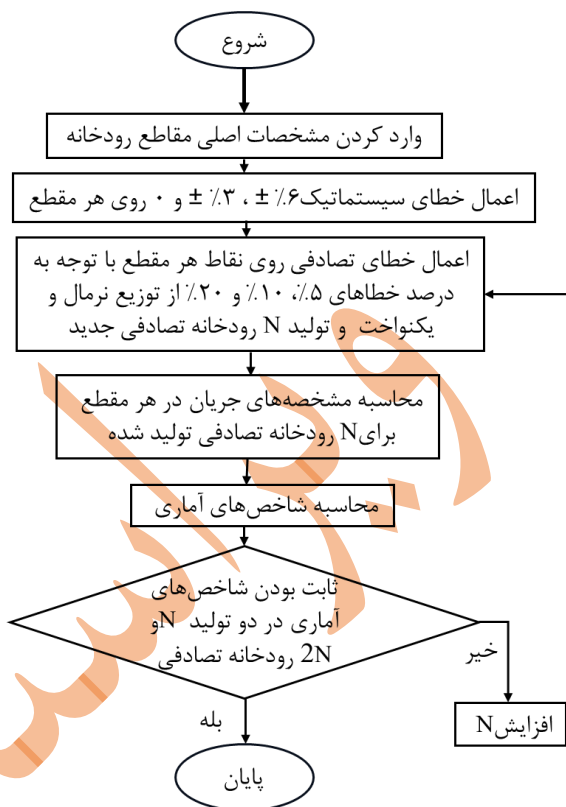 شروع
وارد کردن مشخصات اصلی مقاطع رودخانه
اعمال خطای سیستماتیک۶٪ ± ، ۳٪ ± و ۰ روی هر مقطع
اعمال خطای تصادفی روی نقاط هر مقطع با توجه به
درصد خطاهای ۵٪، ۱۰٪ و ۲۰٪ از توزیع نرمال و
یکنواخت و تولید N رودخانه تصادفی جدید
محاسبه مشخصه‌های جریان در هر مقطع
برایN رودخانه تصادفی تولید شده
محاسبه شاخص‌های آماری
ثابت بودن شاخص‌های
آماری در دو تولید Nو
2N رودخانه تصادفی
خیر
افزایشN
بله
پایان